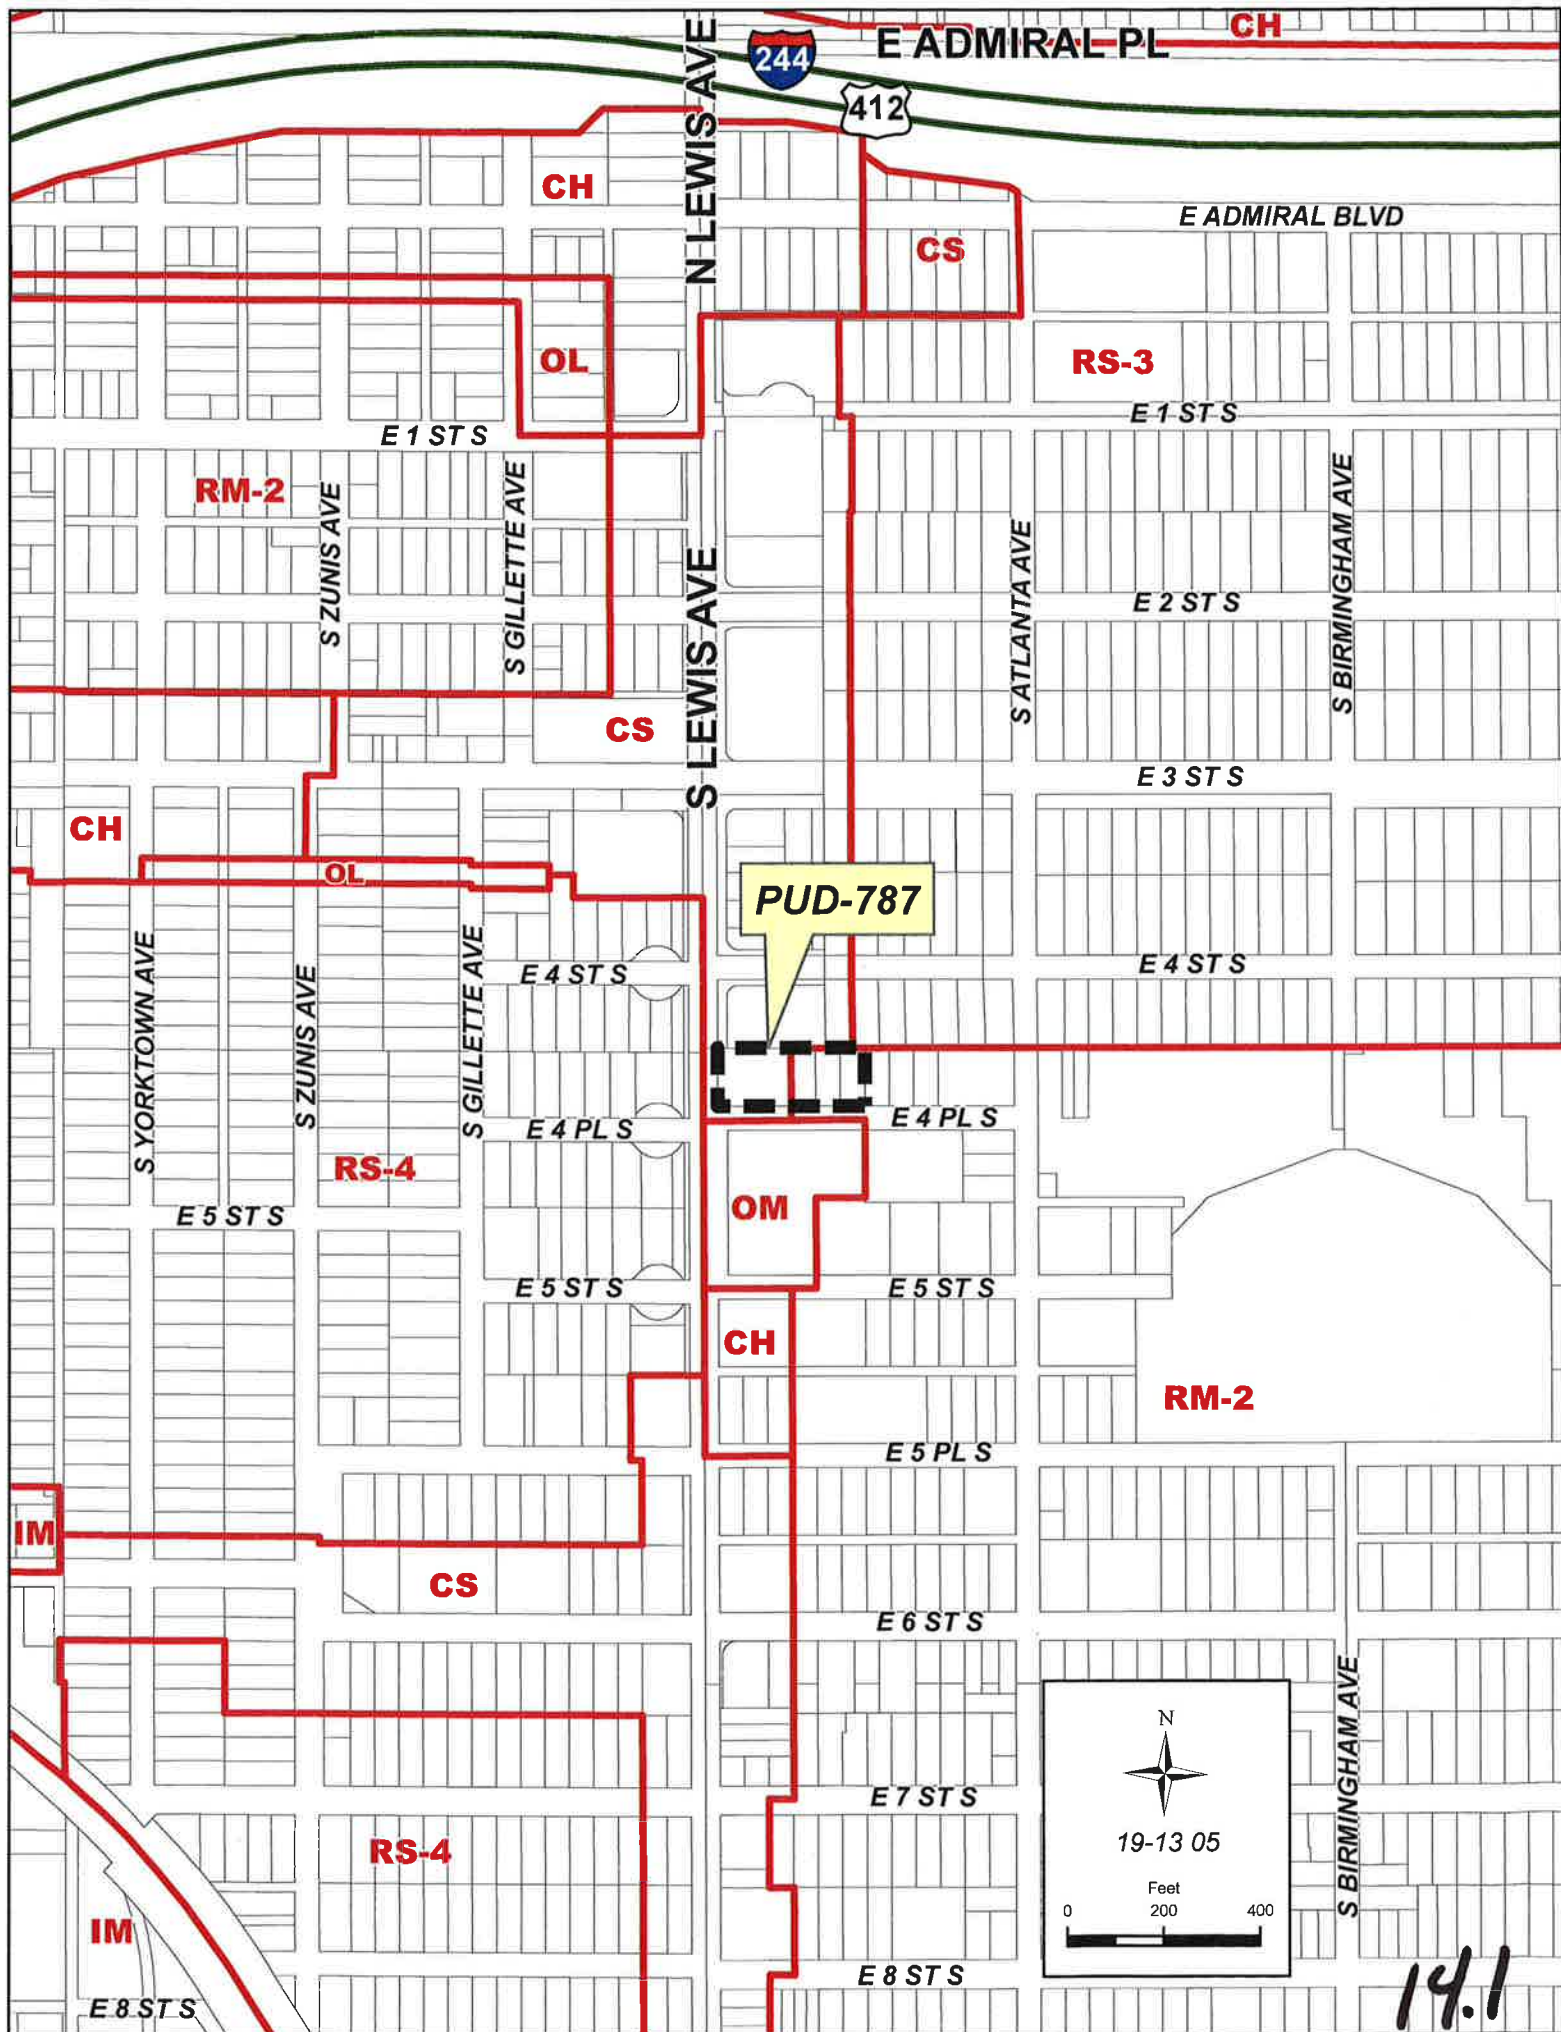 CH
E ADMIRAL PL
244
412
N LEWIS AVE
CH
E ADMIRAL BLVD
CS
OL
RS-3
E 1 ST S
E 1 ST S
RM-2
S ZUNIS AVE
S GILLETTE AVE
S LEWIS AVE
S ATLANTA AVE
S BIRMINGHAM AVE
E 2 ST S
CS
E 3 ST S
CH
OL
PUD-787
S YORKTOWN AVE
S ZUNIS AVE
S GILLETTE AVE
E 4 ST S
E 4 ST S
E 4 PL S
E 4 PL S
RS-4
OM
E 5 ST S
E 5 ST S
E 5 ST S
CH
RM-2
E 5 PL S
IM
CS
E 6 ST S
S BIRMINGHAM AVE
N
E 7 ST S
19-13 05
RS-4
Feet
0 200 400
IM
E 8 ST S
E 8 ST S
14.1